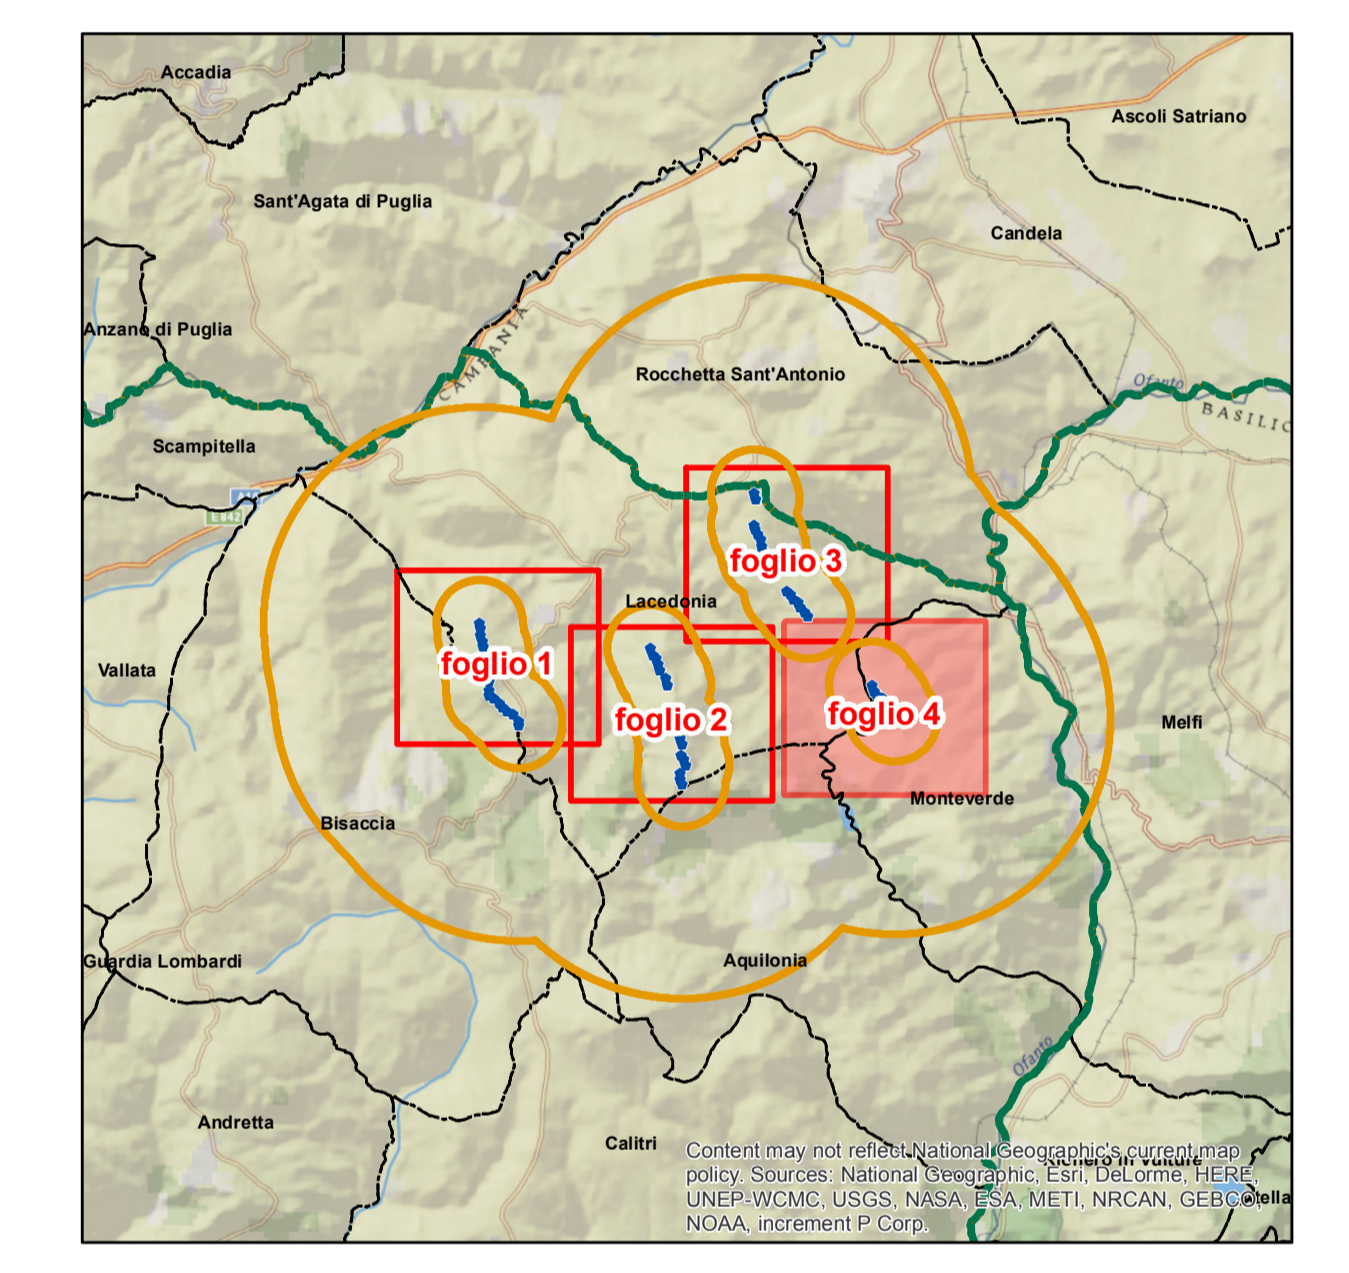 Accadia
Ascoli Satriano
Sant'Agata di Puglia
Candela
Anzano di Puglia
CAMPANIA
Rocchetta Sant'Antonio
Ofanto
BASILIC
Scampitella
E842
foglio 3
Lacedonia
foglio 1
Vallata
foglio 2
foglio 4
Melfi
Monteverde
Bisaccia
Guardia Lombardi
Aquilonia
Ofanto
Andretta
Calitri
Content may not reflect National Geographic's current map
policy. Sources: National Geographic, Esri, DeLorme, HERE,
UNEP-WCMC, USGS, NASA, ESA, METI, NRCAN, GEBCO,
NOAA, increment P Corp.